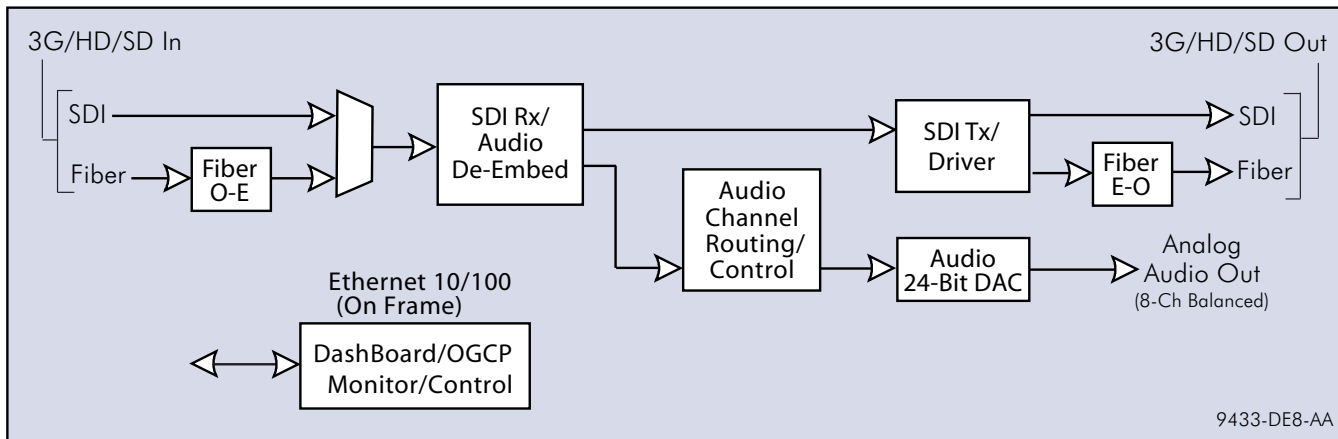 3G/HD/SD In
3G/HD/SD Out
SDI
SDI Rx/
Audio
De-Embed
SDI Tx/
Driver
SDI
Fiber
Fiber
O-E
Fiber
E-O
Fiber
Audio
Channel
Routing/
Control
Audio
24-Bit DAC
Analog
Audio Out
(8-Ch Balanced)
Ethernet 10/100
(On Frame)
DashBoard/OGCP
Monitor/Control
9433-DE8-AA